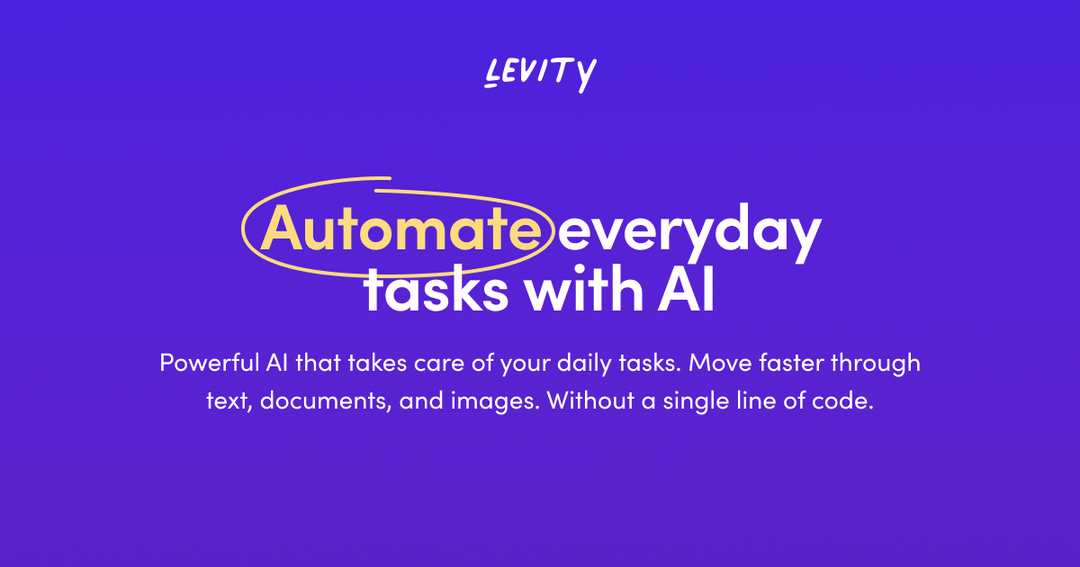 LEVITY
Automate everyday
tasks with AI
Powerful AI that takes care of your daily tasks. Move faster through
text, documents, and images. Without a single line of code.